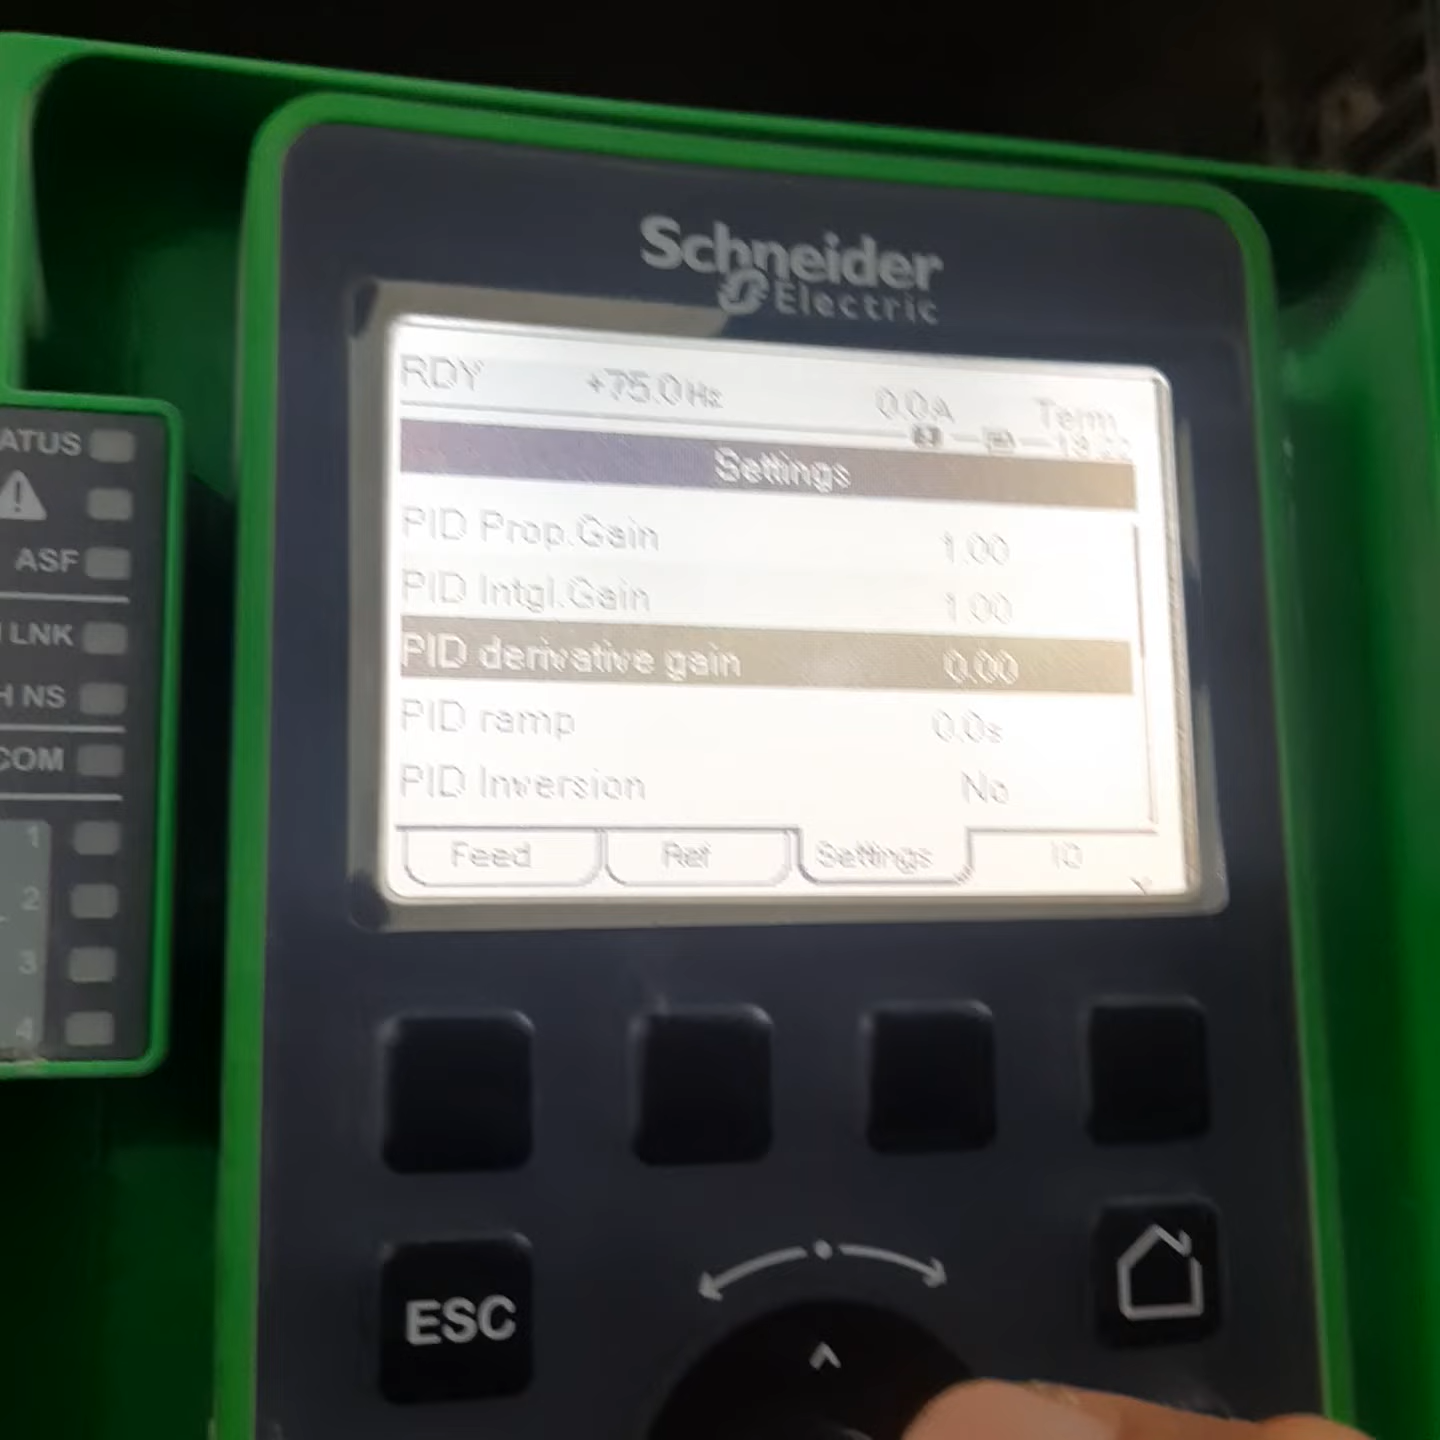 Schneider
Electric
RDY +75.0Hz 0.0A Term
Settings
PID Prop.Gain 1.00
PID Intgl.Gain 1.00
PID derivative gain 0.00
PID ramp 0.0s
PID Inversion No
Feed Ref Settings IO
ATUS
ASF
LNK
H NS
COM
1
2
3
4
ESC